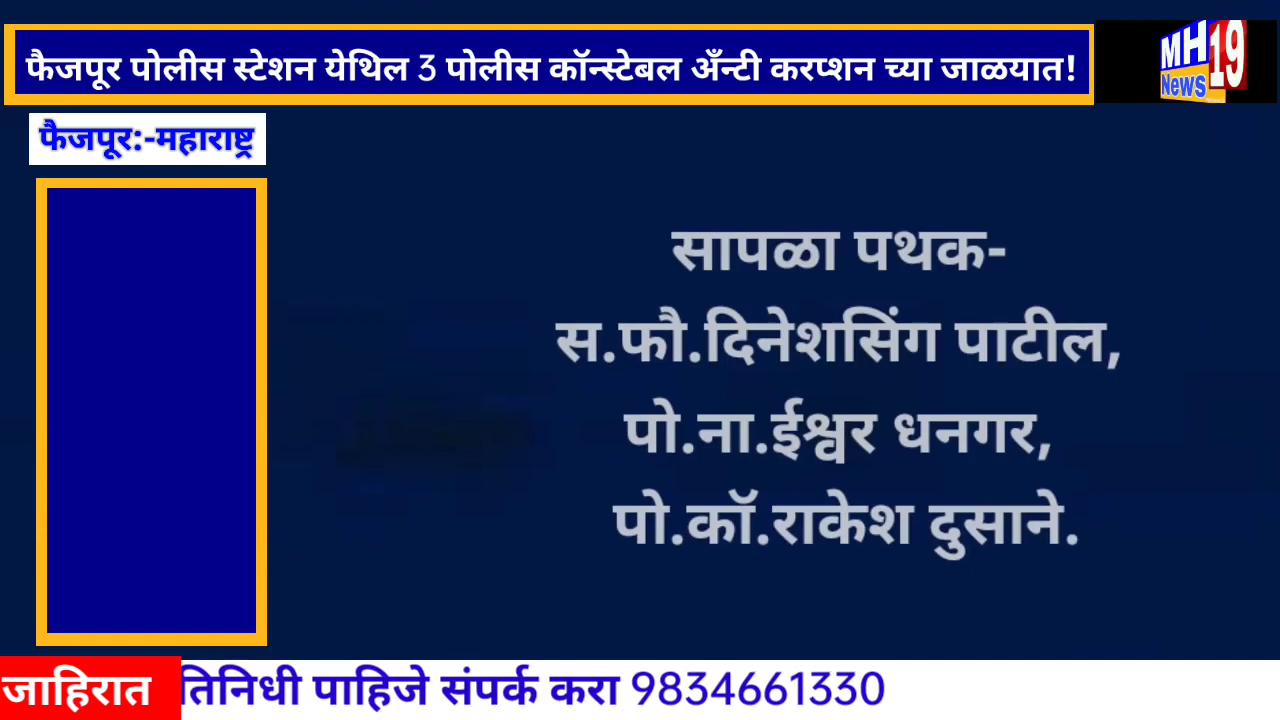 फैजपूर पोलीस स्टेशन येथिल 3 पोलीस कॉन्स्टेबल अँन्टी करप्शन च्या जाळयात!
MH 19
News
फैजपूर:-महाराष्ट्र
सापळा पथक-
स.फौ.दिनेशसिंग पाटील,
पो.ना.ईश्वर धनगर,
पो.कॉ.राकेश दुसाने.
जाहिरात तिनिधी पाहिजे संपर्क करा 9834661330